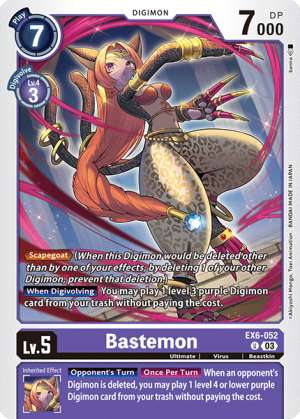 Play
DIGIMON
7
7000
DP
Digivolve
Lv.4
3
©Akiyoshi Hongo, Toei Animation · BANDAI MADE IN JAPAN
Scapegoat (When this Digimon would be deleted other
than by one of your effects, by deleting 1 of your other
Digimon, prevent that deletion.)
When Digivolving You may play 1 level 3 purple Digimon
card from your trash without paying the cost.
Lv.5
Bastemon
EX6-052
U 03
Ultimate
Virus
Beastkin
Inherited Effect
Opponent's Turn Once Per Turn When an opponent's
Digimon is deleted, you may play 1 level 4 or lower purple
Digimon card from your trash without paying the cost.